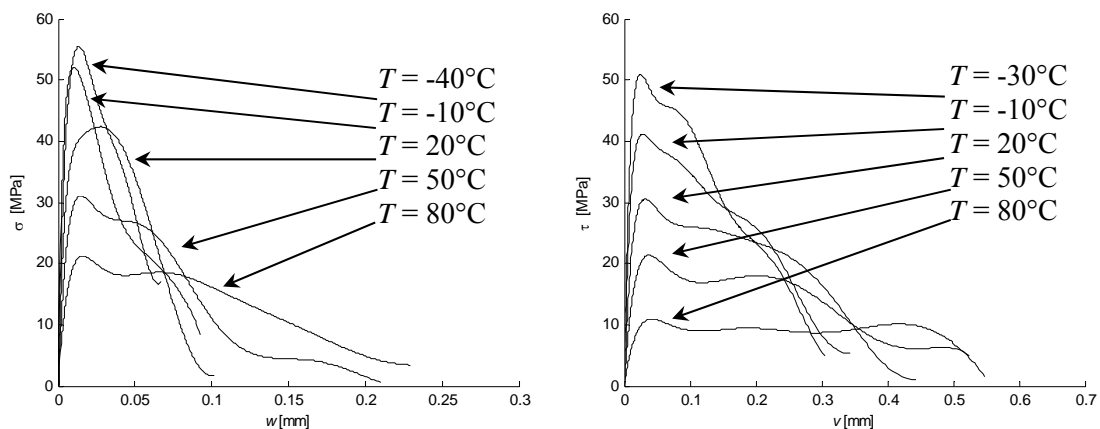 60
50
40
30
20
10
0
σ [MPa]
T = -40°C
T = -10°C
T = 20°C
T = 50°C
T = 80°C
0 0.05 0.1 0.15 0.2 0.25 0.3
w [mm]
60
50
40
30
20
10
0
τ [MPa]
T = -30°C
T = -10°C
T = 20°C
T = 50°C
T = 80°C
0 0.1 0.2 0.3 0.4 0.5 0.6 0.7
v [mm]